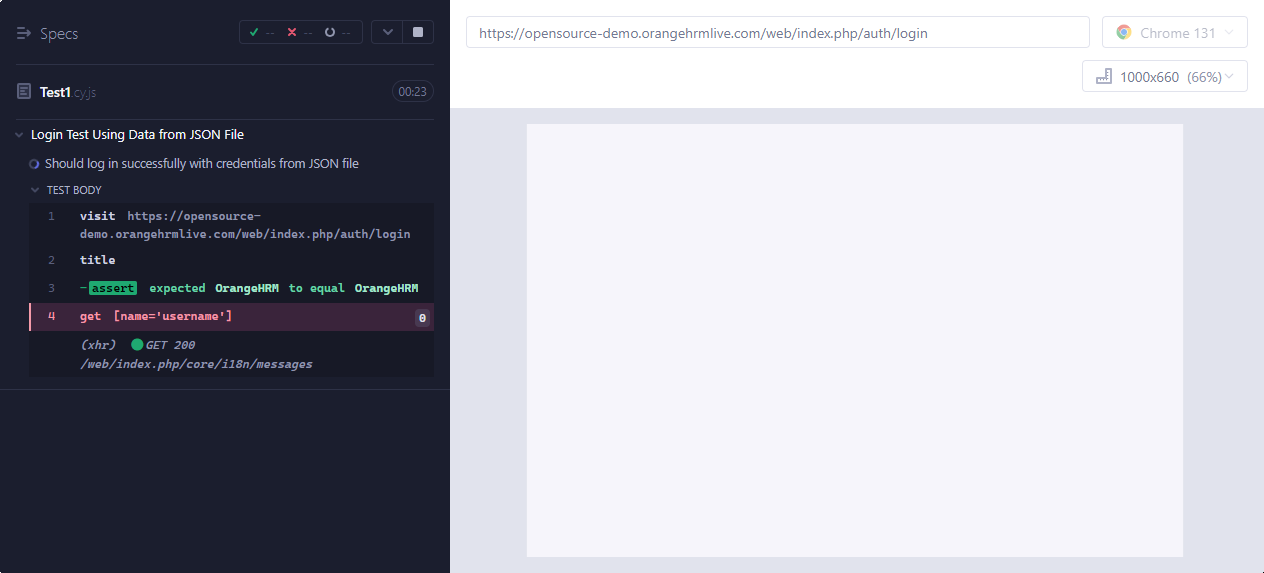 Specs
-- -- --
Test1.cy.js
00:23
Login Test Using Data from JSON File
Should log in successfully with credentials from JSON file
TEST BODY
1 visit https://opensource-
demo.orangehrmlive.com/web/index.php/auth/login
2 title
3 -assert expected OrangeHRM to equal OrangeHRM
4 get [name='username'] 0
(xhr) GET 200
/web/index.php/core/i18n/messages
https://opensource-demo.orangehrmlive.com/web/index.php/auth/login
Chrome 131
1000x660 (66%)